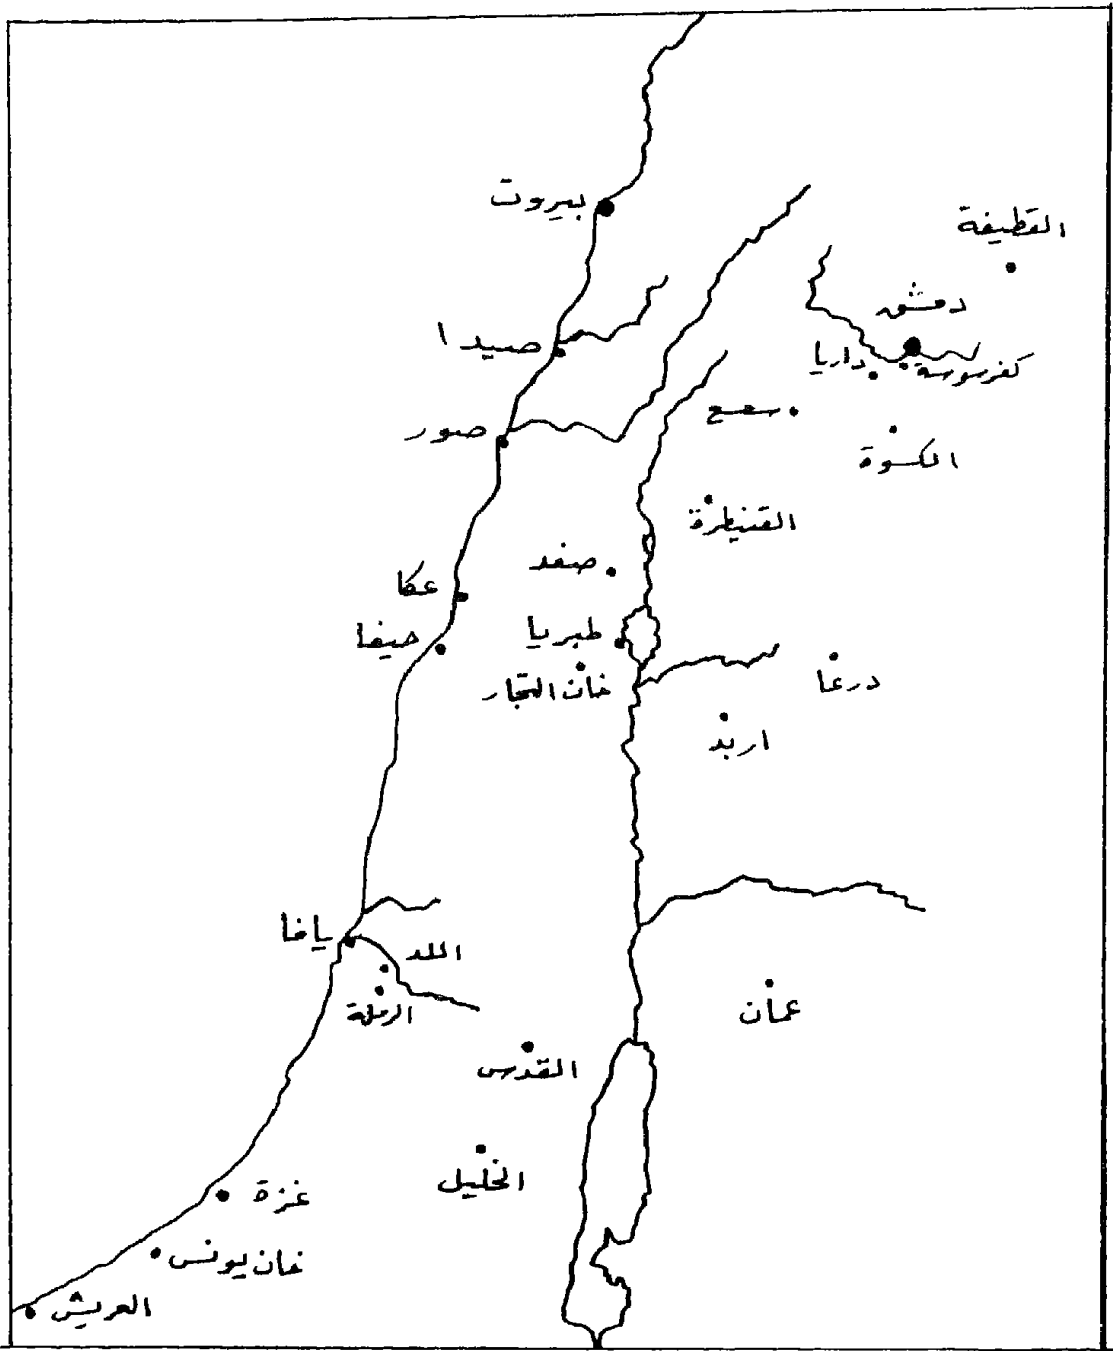 بيروت
القطيفة
دمشق
صيدا
داريا
كفرسوسة
سعسع
صور
الكسوة
القنيطرة
صفد
عكا
طبريا
حيفا
خان التجار
درعا
اربد
يافا
اللد
الرملة
عمان
القدس
الخليل
غزة
خان يونس
العريش